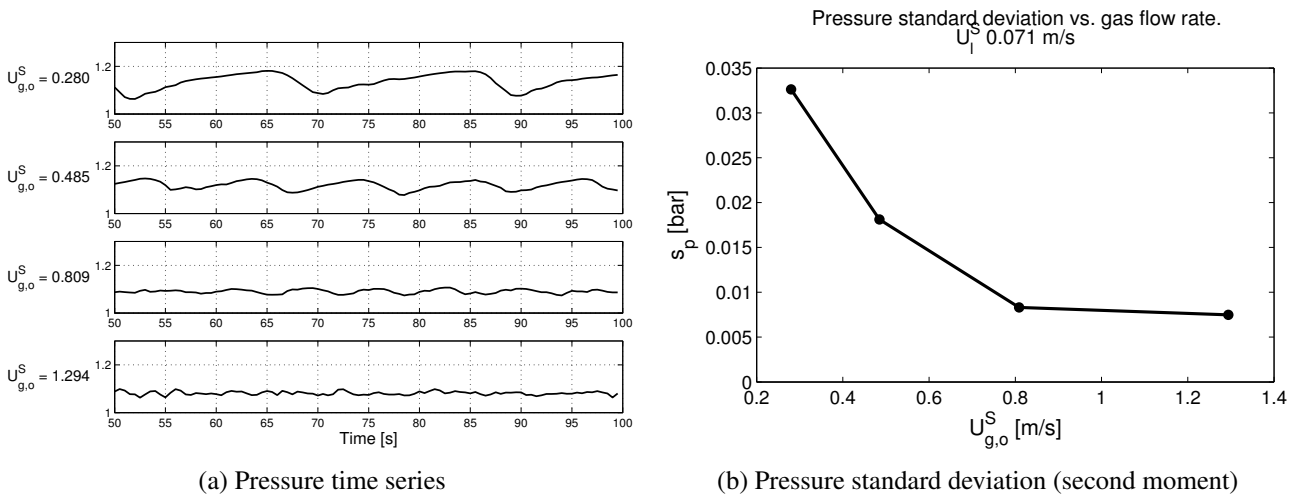 U^S_{g,o} = 0.280
1.2
1
50 55 60 65 70 75 80 85 90 95 100
U^S_{g,o} = 0.485
1.2
1
50 55 60 65 70 75 80 85 90 95 100
U^S_{g,o} = 0.809
1.2
1
50 55 60 65 70 75 80 85 90 95 100
U^S_{g,o} = 1.294
1.2
1
50 55 60 65 70 75 80 85 90 95 100
Time [s]
(a) Pressure time series
Pressure standard deviation vs. gas flow rate.
U^S_l 0.071 m/s
0.035
0.03
0.025
0.02
0.015
0.01
0.005
0
s_p [bar]
0.2 0.4 0.6 0.8 1 1.2 1.4
U^S_{g,o} [m/s]
(b) Pressure standard deviation (second moment)